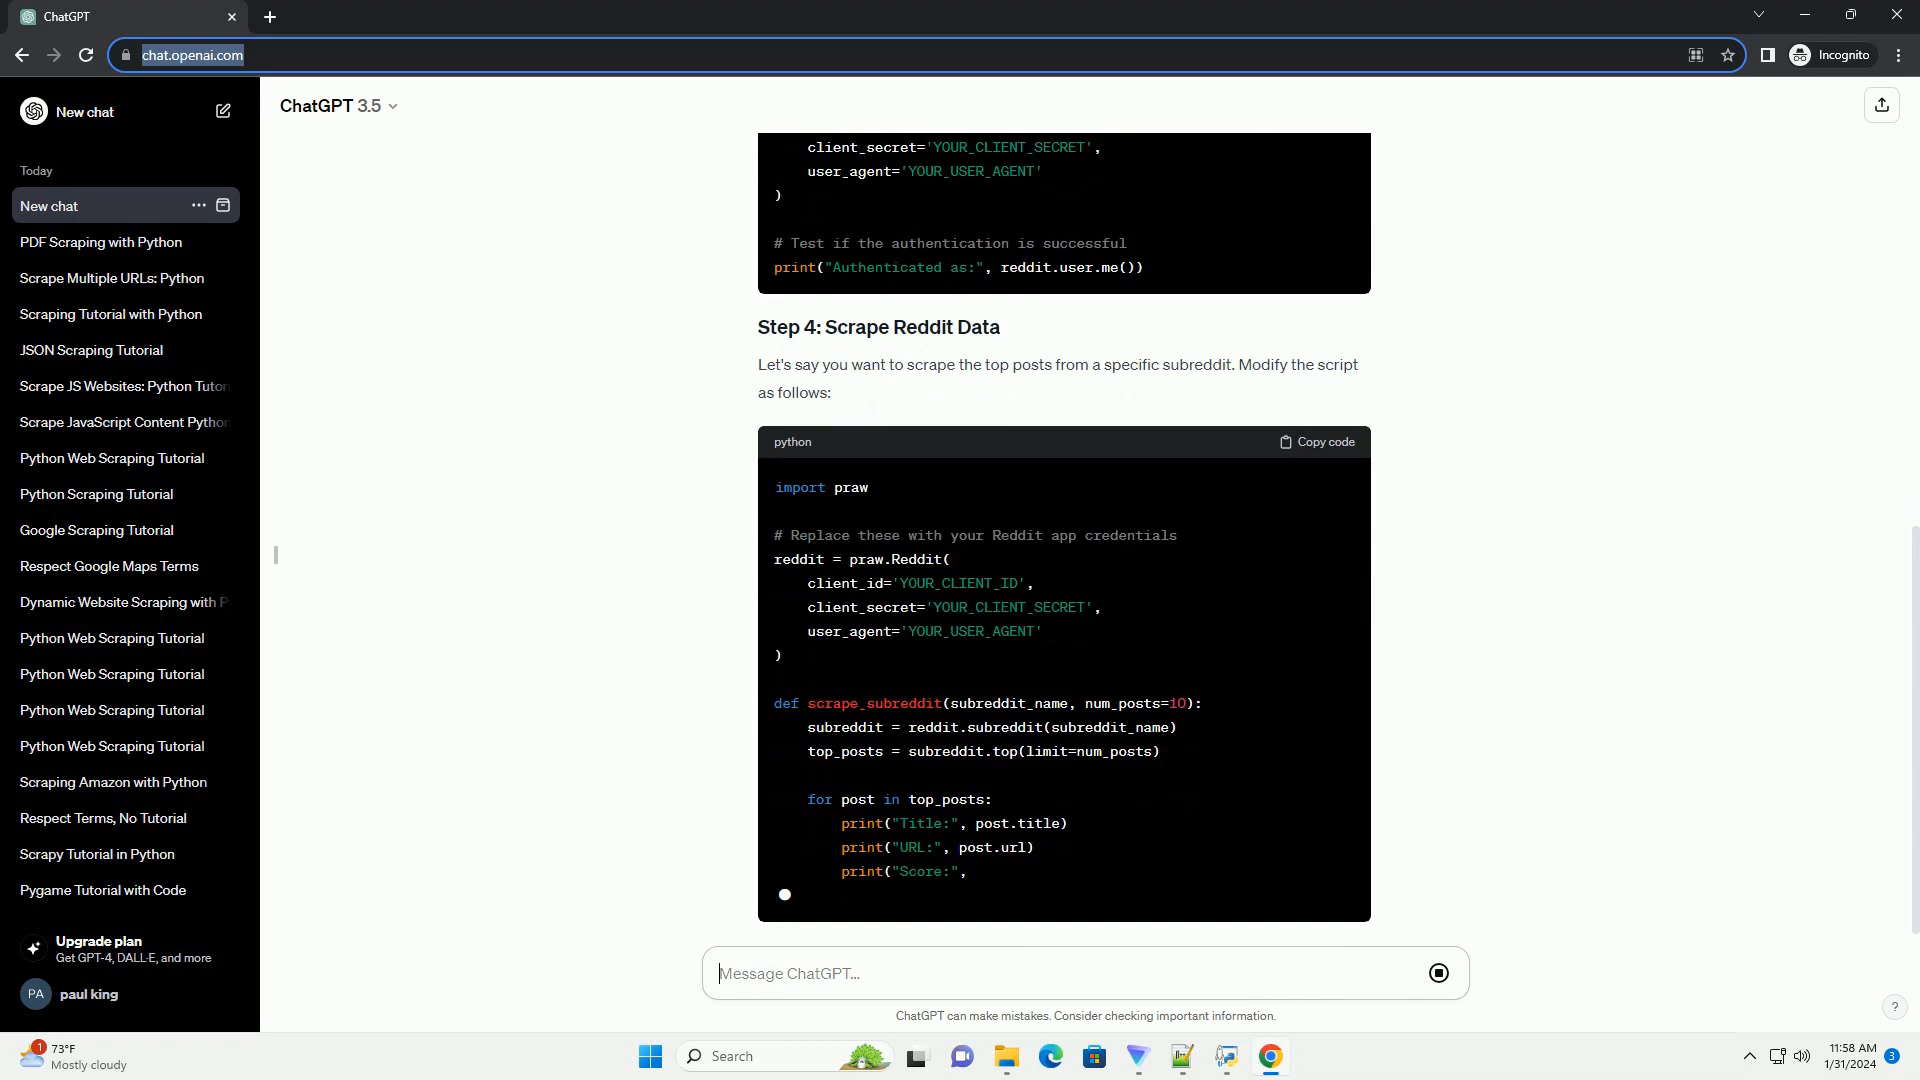 ChatGPT
chat.openai.com
Incognito
New chat
Today
New chat
PDF Scraping with Python
Scrape Multiple URLs: Python
Scraping Tutorial with Python
JSON Scraping Tutorial
Scrape JS Websites: Python Tutor
Scrape JavaScript Content Python
Python Web Scraping Tutorial
Python Scraping Tutorial
Google Scraping Tutorial
Respect Google Maps Terms
Dynamic Website Scraping with P
Python Web Scraping Tutorial
Python Web Scraping Tutorial
Python Web Scraping Tutorial
Python Web Scraping Tutorial
Scraping Amazon with Python
Respect Terms, No Tutorial
Scrapy Tutorial in Python
Pygame Tutorial with Code
Upgrade plan
Get GPT-4, DALL·E, and more
PA paul king
ChatGPT 3.5
client_secret='YOUR_CLIENT_SECRET',
user_agent='YOUR_USER_AGENT'
)
# Test if the authentication is successful
print("Authenticated as:", reddit.user.me())
Step 4: Scrape Reddit Data
Let's say you want to scrape the top posts from a specific subreddit. Modify the script
as follows:
python Copy code
import praw
# Replace these with your Reddit app credentials
reddit = praw.Reddit(
client_id='YOUR_CLIENT_ID',
client_secret='YOUR_CLIENT_SECRET',
user_agent='YOUR_USER_AGENT'
)
def scrape_subreddit(subreddit_name, num_posts=10):
subreddit = reddit.subreddit(subreddit_name)
top_posts = subreddit.top(limit=num_posts)
for post in top_posts:
print("Title:", post.title)
print("URL:", post.url)
print("Score:",
Message ChatGPT...
ChatGPT can make mistakes. Consider checking important information.
?
1
73°F
Mostly cloudy
Search
11:58 AM
1/31/2024
3